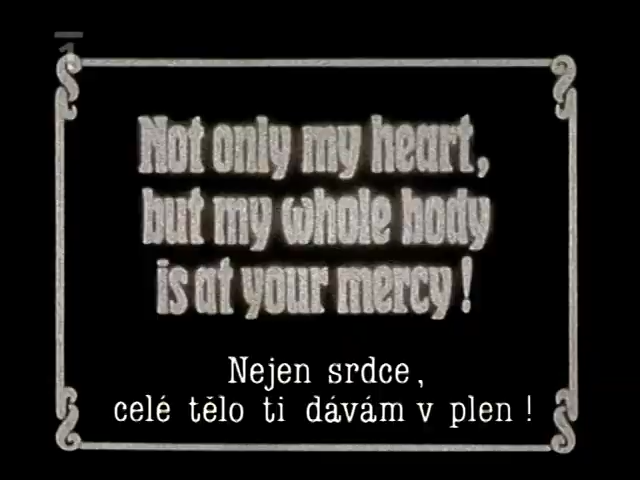 1
Not only my heart,
but my whole body
is at your mercy!
Nejen srdce,
celé tělo ti dávám v plen!